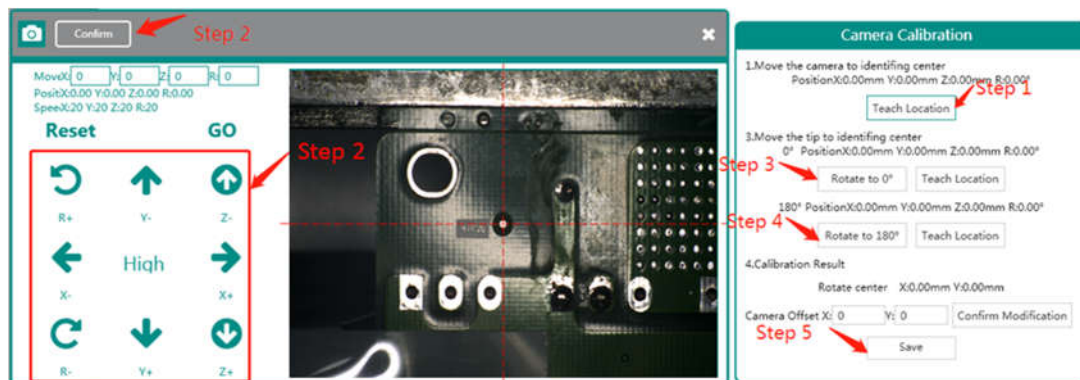 Confirm
Step 2
MoveX: 0 Y: 0 Z: 0 R: 0
PositiX:0.00 Y:0.00 Z:0.00 R:0.00
SpeeX:20 Y:20 Z:20 R:20
Reset GO
Step 2
R+ Y- Z-
High
X- X+
R- Y+ Z+
Camera Calibration
1.Move the camera to identifing center
PositionX:0.00mm Y:0.00mm Z:0.00mm R:0.00°
Step 1
Teach Location
3.Move the tip to identifing center
0° PositionX:0.00mm Y:0.00mm Z:0.00mm R:0.00°
Step 3
Rotate to 0° Teach Location
180° PositionX:0.00mm Y:0.00mm Z:0.00mm R:0.00°
Step 4
Rotate to 180° Teach Location
4.Calibration Result
Rotate center X:0.00mm Y:0.00mm
Camera Offset X: 0 Y: 0 Confirm Modification
Step 5
Save